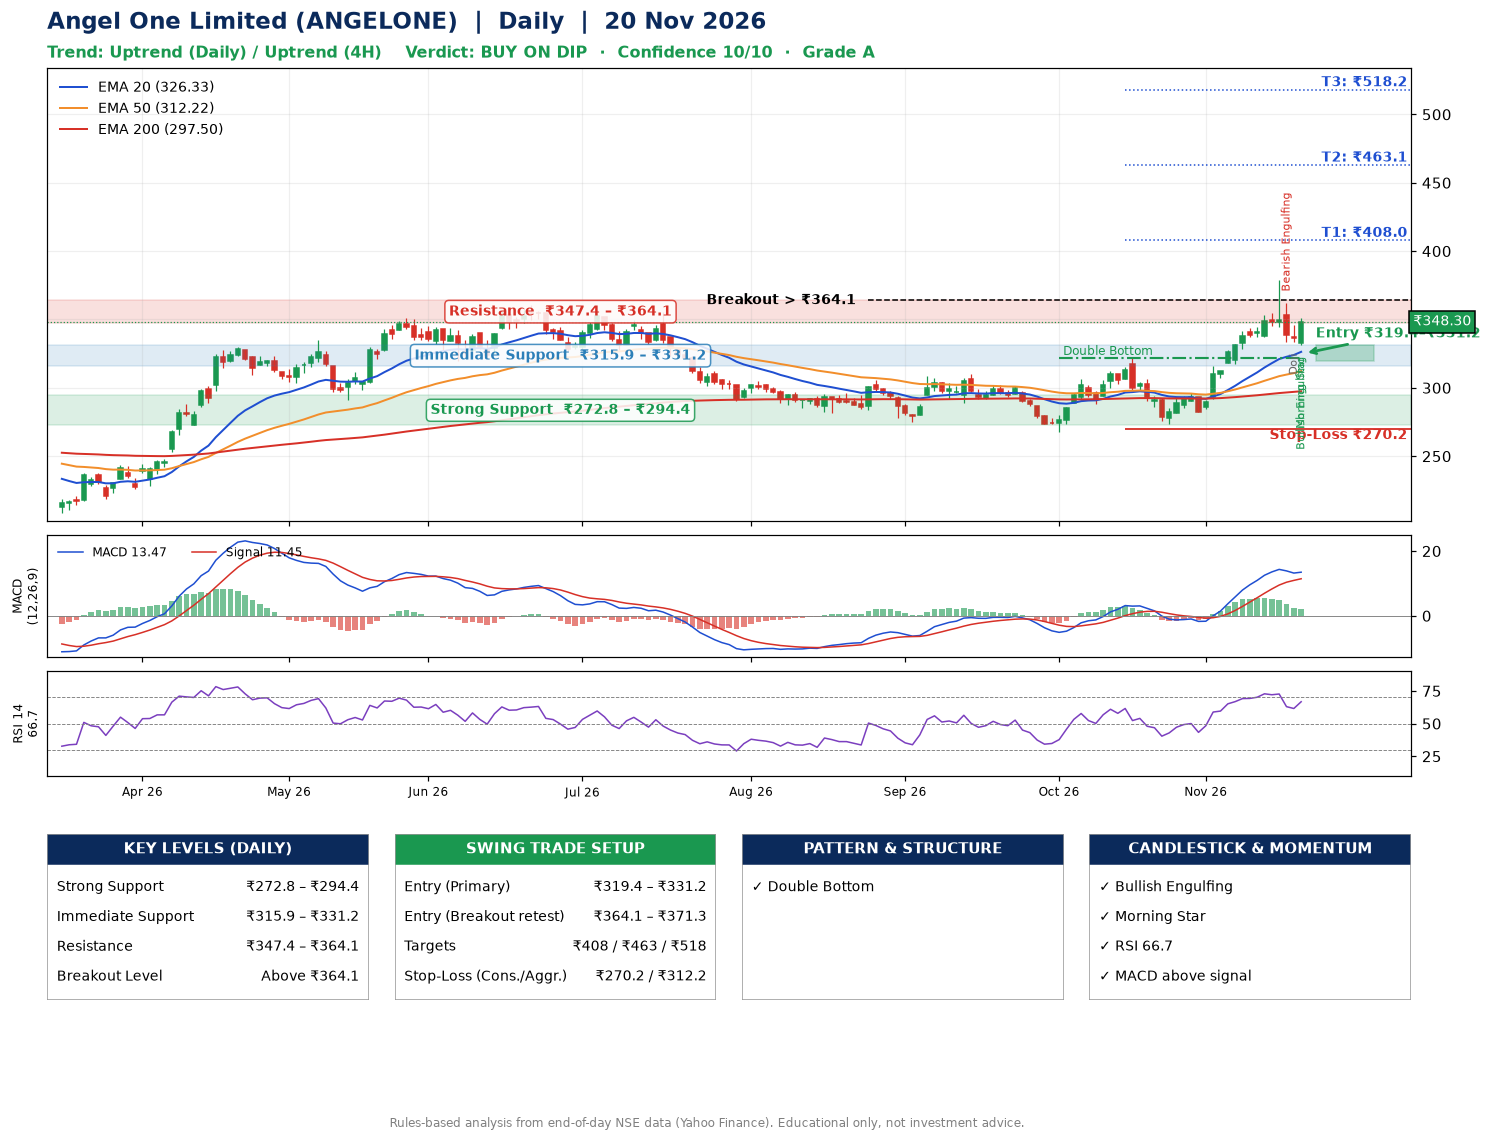 Angel One Limited (ANGELONE) | Daily | 20 Nov 2026
Trend: Uptrend (Daily) / Uptrend (4H) Verdict: BUY ON DIP · Confidence 10/10 · Grade A
EMA 20 (326.33)
EMA 50 (312.22)
EMA 200 (297.50)
T3: ₹518.2
T2: ₹463.1
T1: ₹408.0
Bearish Engulfing
Breakout > ₹364.1
Resistance ₹347.4 – ₹364.1
₹348.30
Entry ₹319.4
Immediate Support ₹315.9 – ₹331.2
Double Bottom
Strong Support ₹272.8 – ₹294.4
Stop-Loss ₹270.2
500
450
400
300
250
MACD 13.47 Signal 11.45
MACD
(12,26,9)
20
0
RSI 14
66.7
75
50
25
Apr 26 May 26 Jun 26 Jul 26 Aug 26 Sep 26 Oct 26 Nov 26
KEY LEVELS (DAILY)
Strong Support ₹272.8 – ₹294.4
Immediate Support ₹315.9 – ₹331.2
Resistance ₹347.4 – ₹364.1
Breakout Level Above ₹364.1
SWING TRADE SETUP
Entry (Primary) ₹319.4 – ₹331.2
Entry (Breakout retest) ₹364.1 – ₹371.3
Targets ₹408 / ₹463 / ₹518
Stop-Loss (Cons./Aggr.) ₹270.2 / ₹312.2
PATTERN & STRUCTURE
✓ Double Bottom
CANDLESTICK & MOMENTUM
✓ Bullish Engulfing
✓ Morning Star
✓ RSI 66.7
✓ MACD above signal
Rules-based analysis from end-of-day NSE data (Yahoo Finance). Educational only, not investment advice.